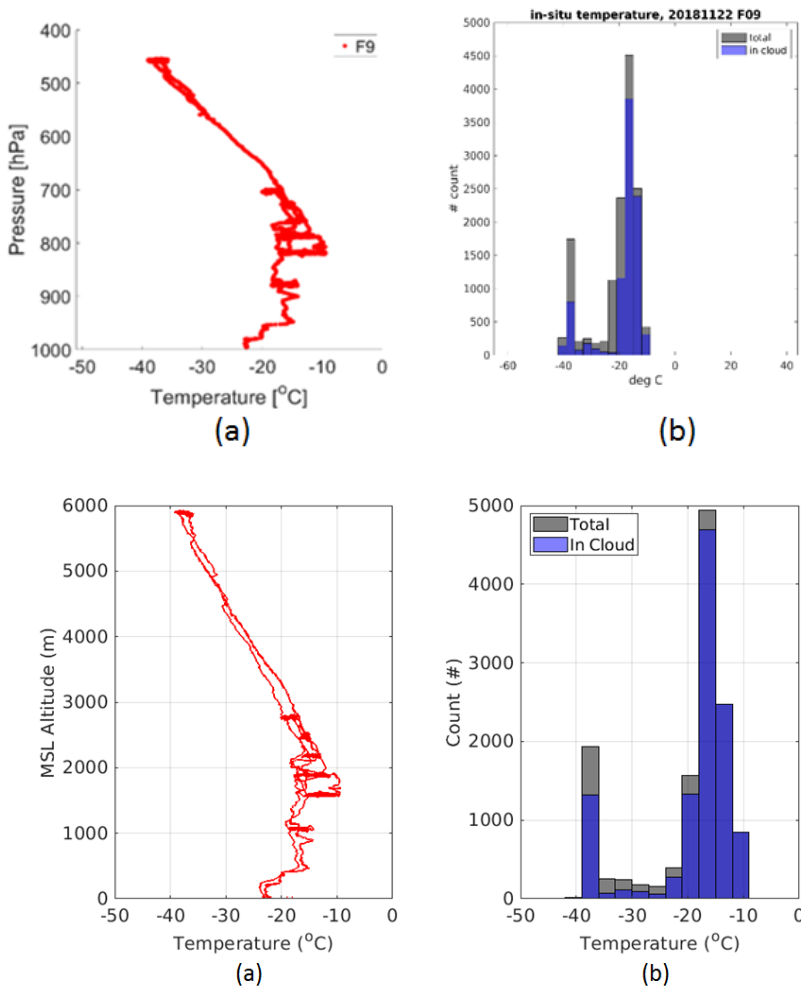 400
500
600
700
800
900
1000
Pressure [hPa]
F9
-50 -40 -30 -20 -10 0
Temperature [°C]
(a)
in-situ temperature, 20181122 F09
total
in cloud
5000
4500
4000
3500
3000
2500
2000
1500
1000
500
0
# count
-60 -40 -20 0 20 40
deg C
(b)
6000
5000
4000
3000
2000
1000
0
MSL Altitude (m)
-50 -40 -30 -20 -10 0
Temperature (°C)
(a)
5000
4000
3000
2000
1000
0
Count (#)
Total
In Cloud
-50 -40 -30 -20 -10 0
Temperature (°C)
(b)